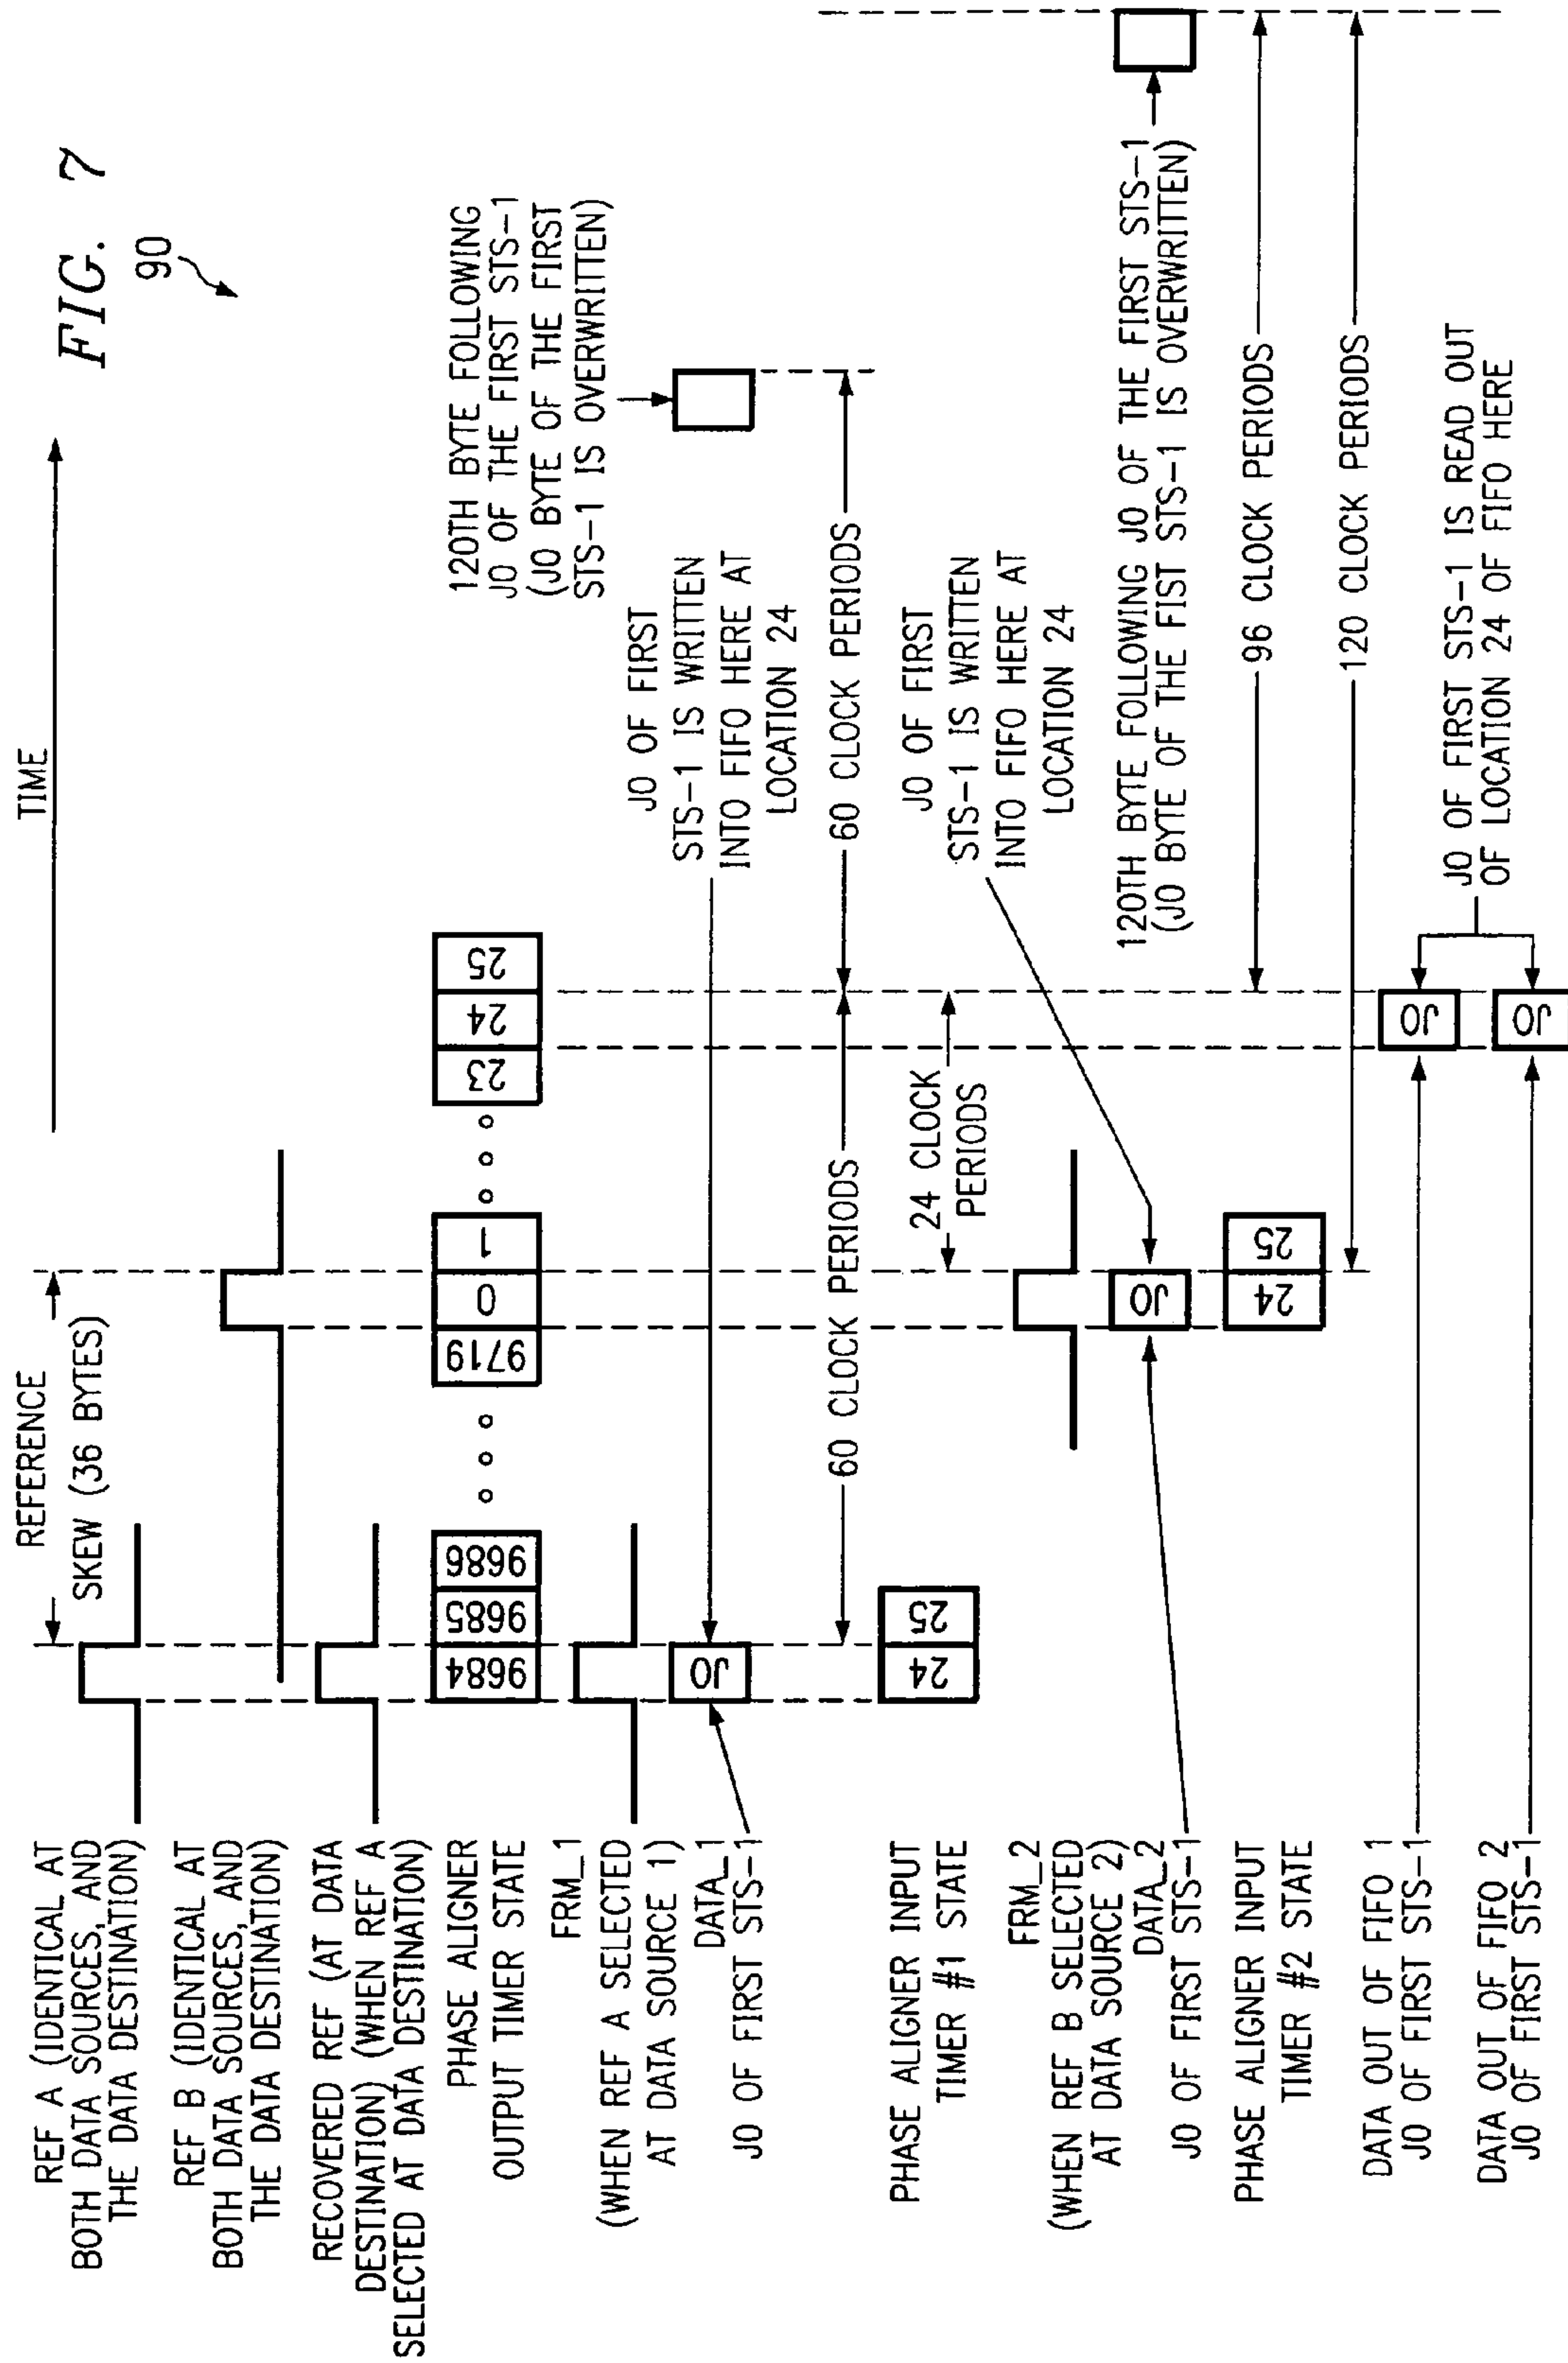 FIG. 7
90
TIME
REFERENCE
SKEW (36 BYTES)
REF A (IDENTICAL AT
BOTH DATA SOURCES, AND
THE DATA DESTINATION)
REF B (IDENTICAL AT
BOTH DATA SOURCES, AND
THE DATA DESTINATION)
RECOVERED REF (AT DATA
DESTINATION) (WHEN REF A
SELECTED AT DATA DESTINATION)
PHASE ALIGNER
OUTPUT TIMER STATE
9684 9685 9686 9719 0 1 23 24 25
120TH BYTE FOLLOWING
J0 OF THE FIRST STS-1
(J0 BYTE OF THE FIRST
STS-1 IS OVERWRITTEN)
FRM_1
(WHEN REF A SELECTED
AT DATA SOURCE 1)
DATA_1
J0 OF FIRST STS-1
J0
J0 OF FIRST
STS-1 IS WRITTEN
INTO FIFO HERE AT
LOCATION 24
60 CLOCK PERIODS
60 CLOCK PERIODS
PHASE ALIGNER INPUT
TIMER #1 STATE
24 25
24 CLOCK
PERIODS
J0 OF FIRST
STS-1 IS WRITTEN
INTO FIFO HERE AT
LOCATION 24
FRM_2
(WHEN REF B SELECTED
AT DATA SOURCE 2)
DATA_2
J0 OF FIRST STS-1
J0
120TH BYTE FOLLOWING J0 OF THE FIRST STS-1
(J0 BYTE OF THE FIST STS-1 IS OVERWRITTEN)
PHASE ALIGNER INPUT
TIMER #2 STATE
24 25
96 CLOCK PERIODS
120 CLOCK PERIODS
DATA OUT OF FIFO 1
J0 OF FIRST STS-1
J0
J0 OF FIRST STS-1 IS READ OUT
OF LOCATION 24 OF FIFO HERE
DATA OUT OF FIFO 2
J0 OF FIRST STS-1
J0